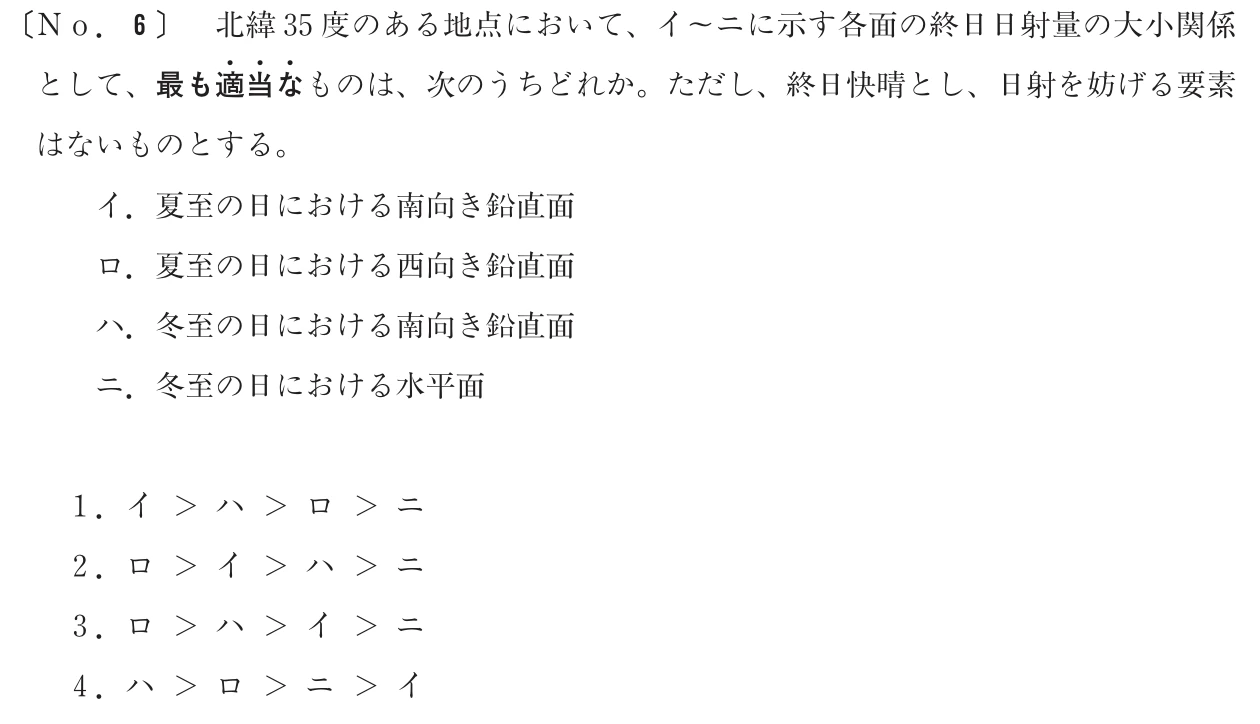 〔Ｎｏ．６〕 北緯35度のある地点において、イ～ニに示す各面の終日日射量の大小関係
として、最も適当なものは、次のうちどれか。ただし、終日快晴とし、日射を妨げる要素
はないものとする。
イ．夏至の日における南向き鉛直面
ロ．夏至の日における西向き鉛直面
ハ．冬至の日における南向き鉛直面
ニ．冬至の日における水平面
１．イ ＞ ハ ＞ ロ ＞ ニ
２．ロ ＞ イ ＞ ハ ＞ ニ
３．ロ ＞ ハ ＞ イ ＞ ニ
４．ハ ＞ ロ ＞ ニ ＞ イ